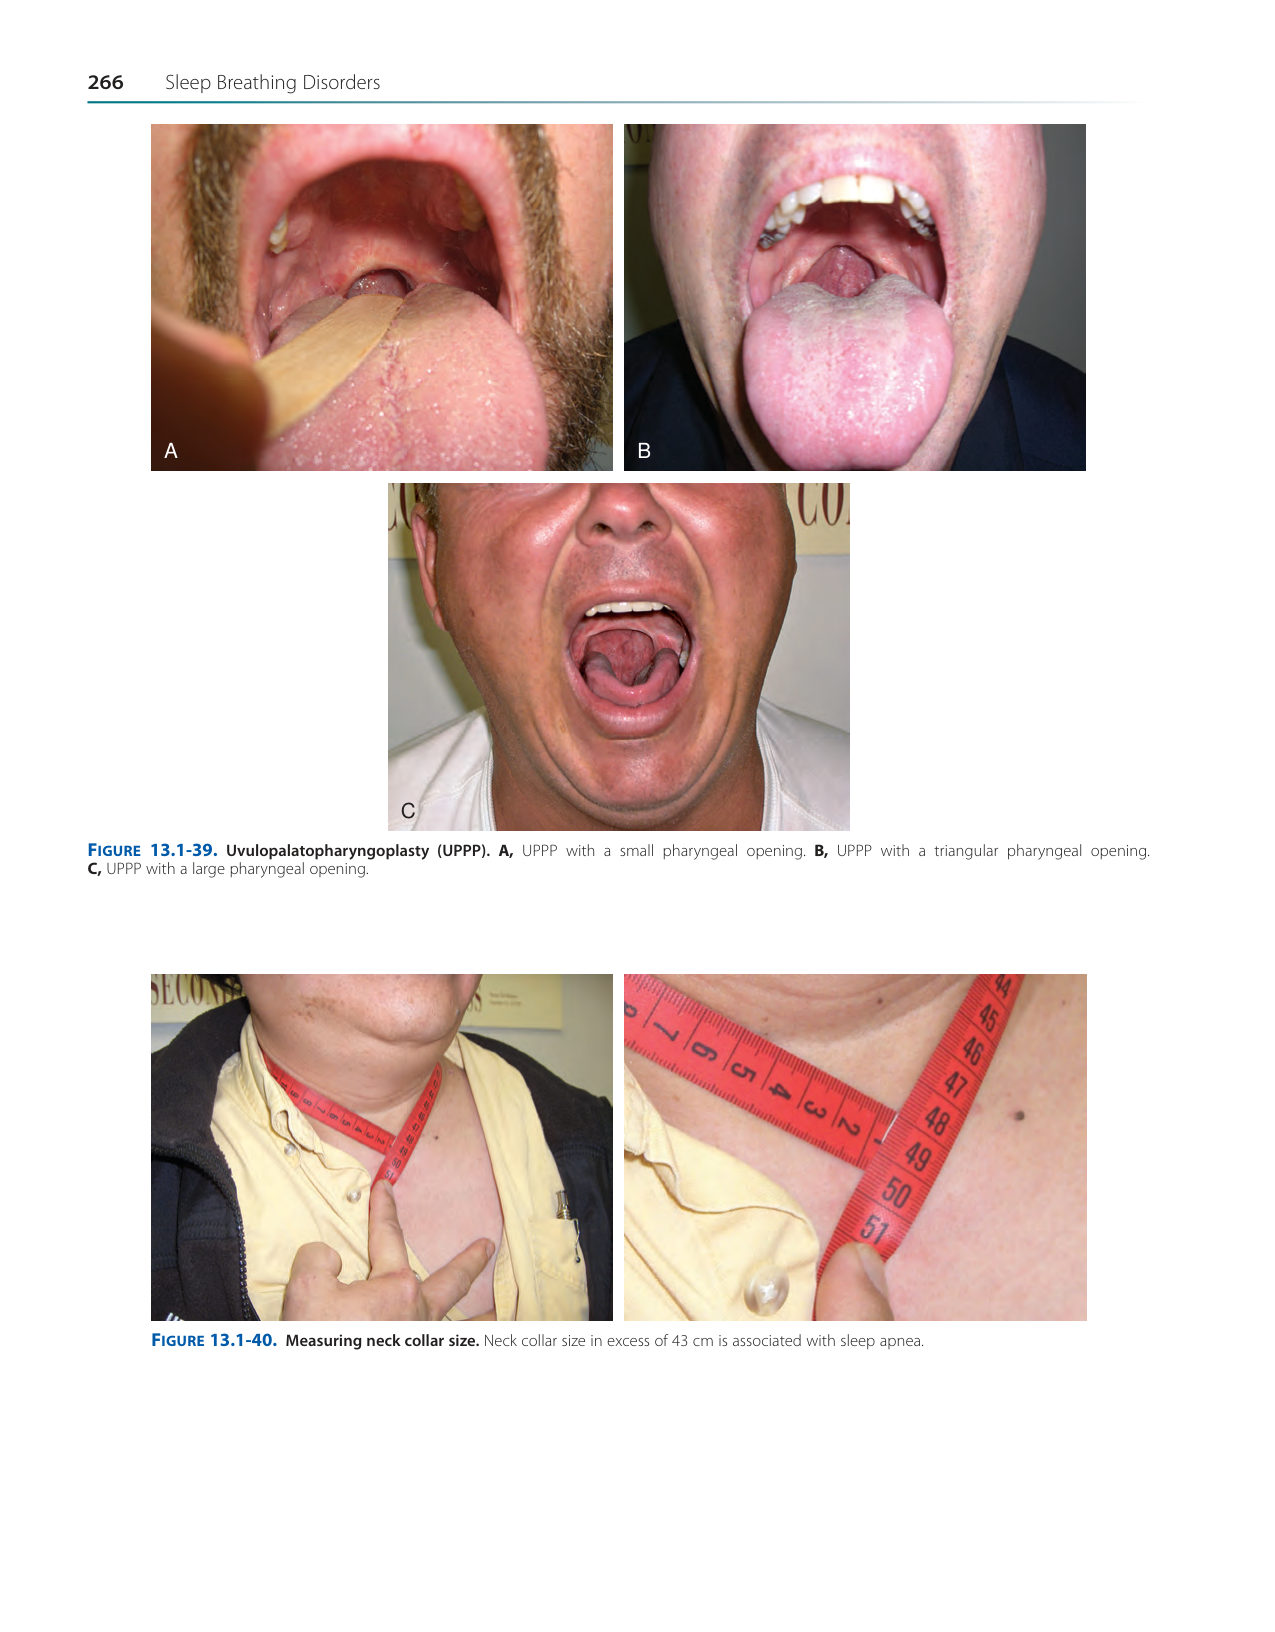 266 Sleep Breathing Disorders
A
B
C
FIGURE 13.1-39. Uvulopalatopharyngoplasty (UPPP). A, UPPP with a small pharyngeal opening. B, UPPP with a triangular pharyngeal opening.
C, UPPP with a large pharyngeal opening.
SECOND
7 6 5 4 3 2
44
45
46
47
48
49
50
51
FIGURE 13.1-40. Measuring neck collar size. Neck collar size in excess of 43 cm is associated with sleep apnea.